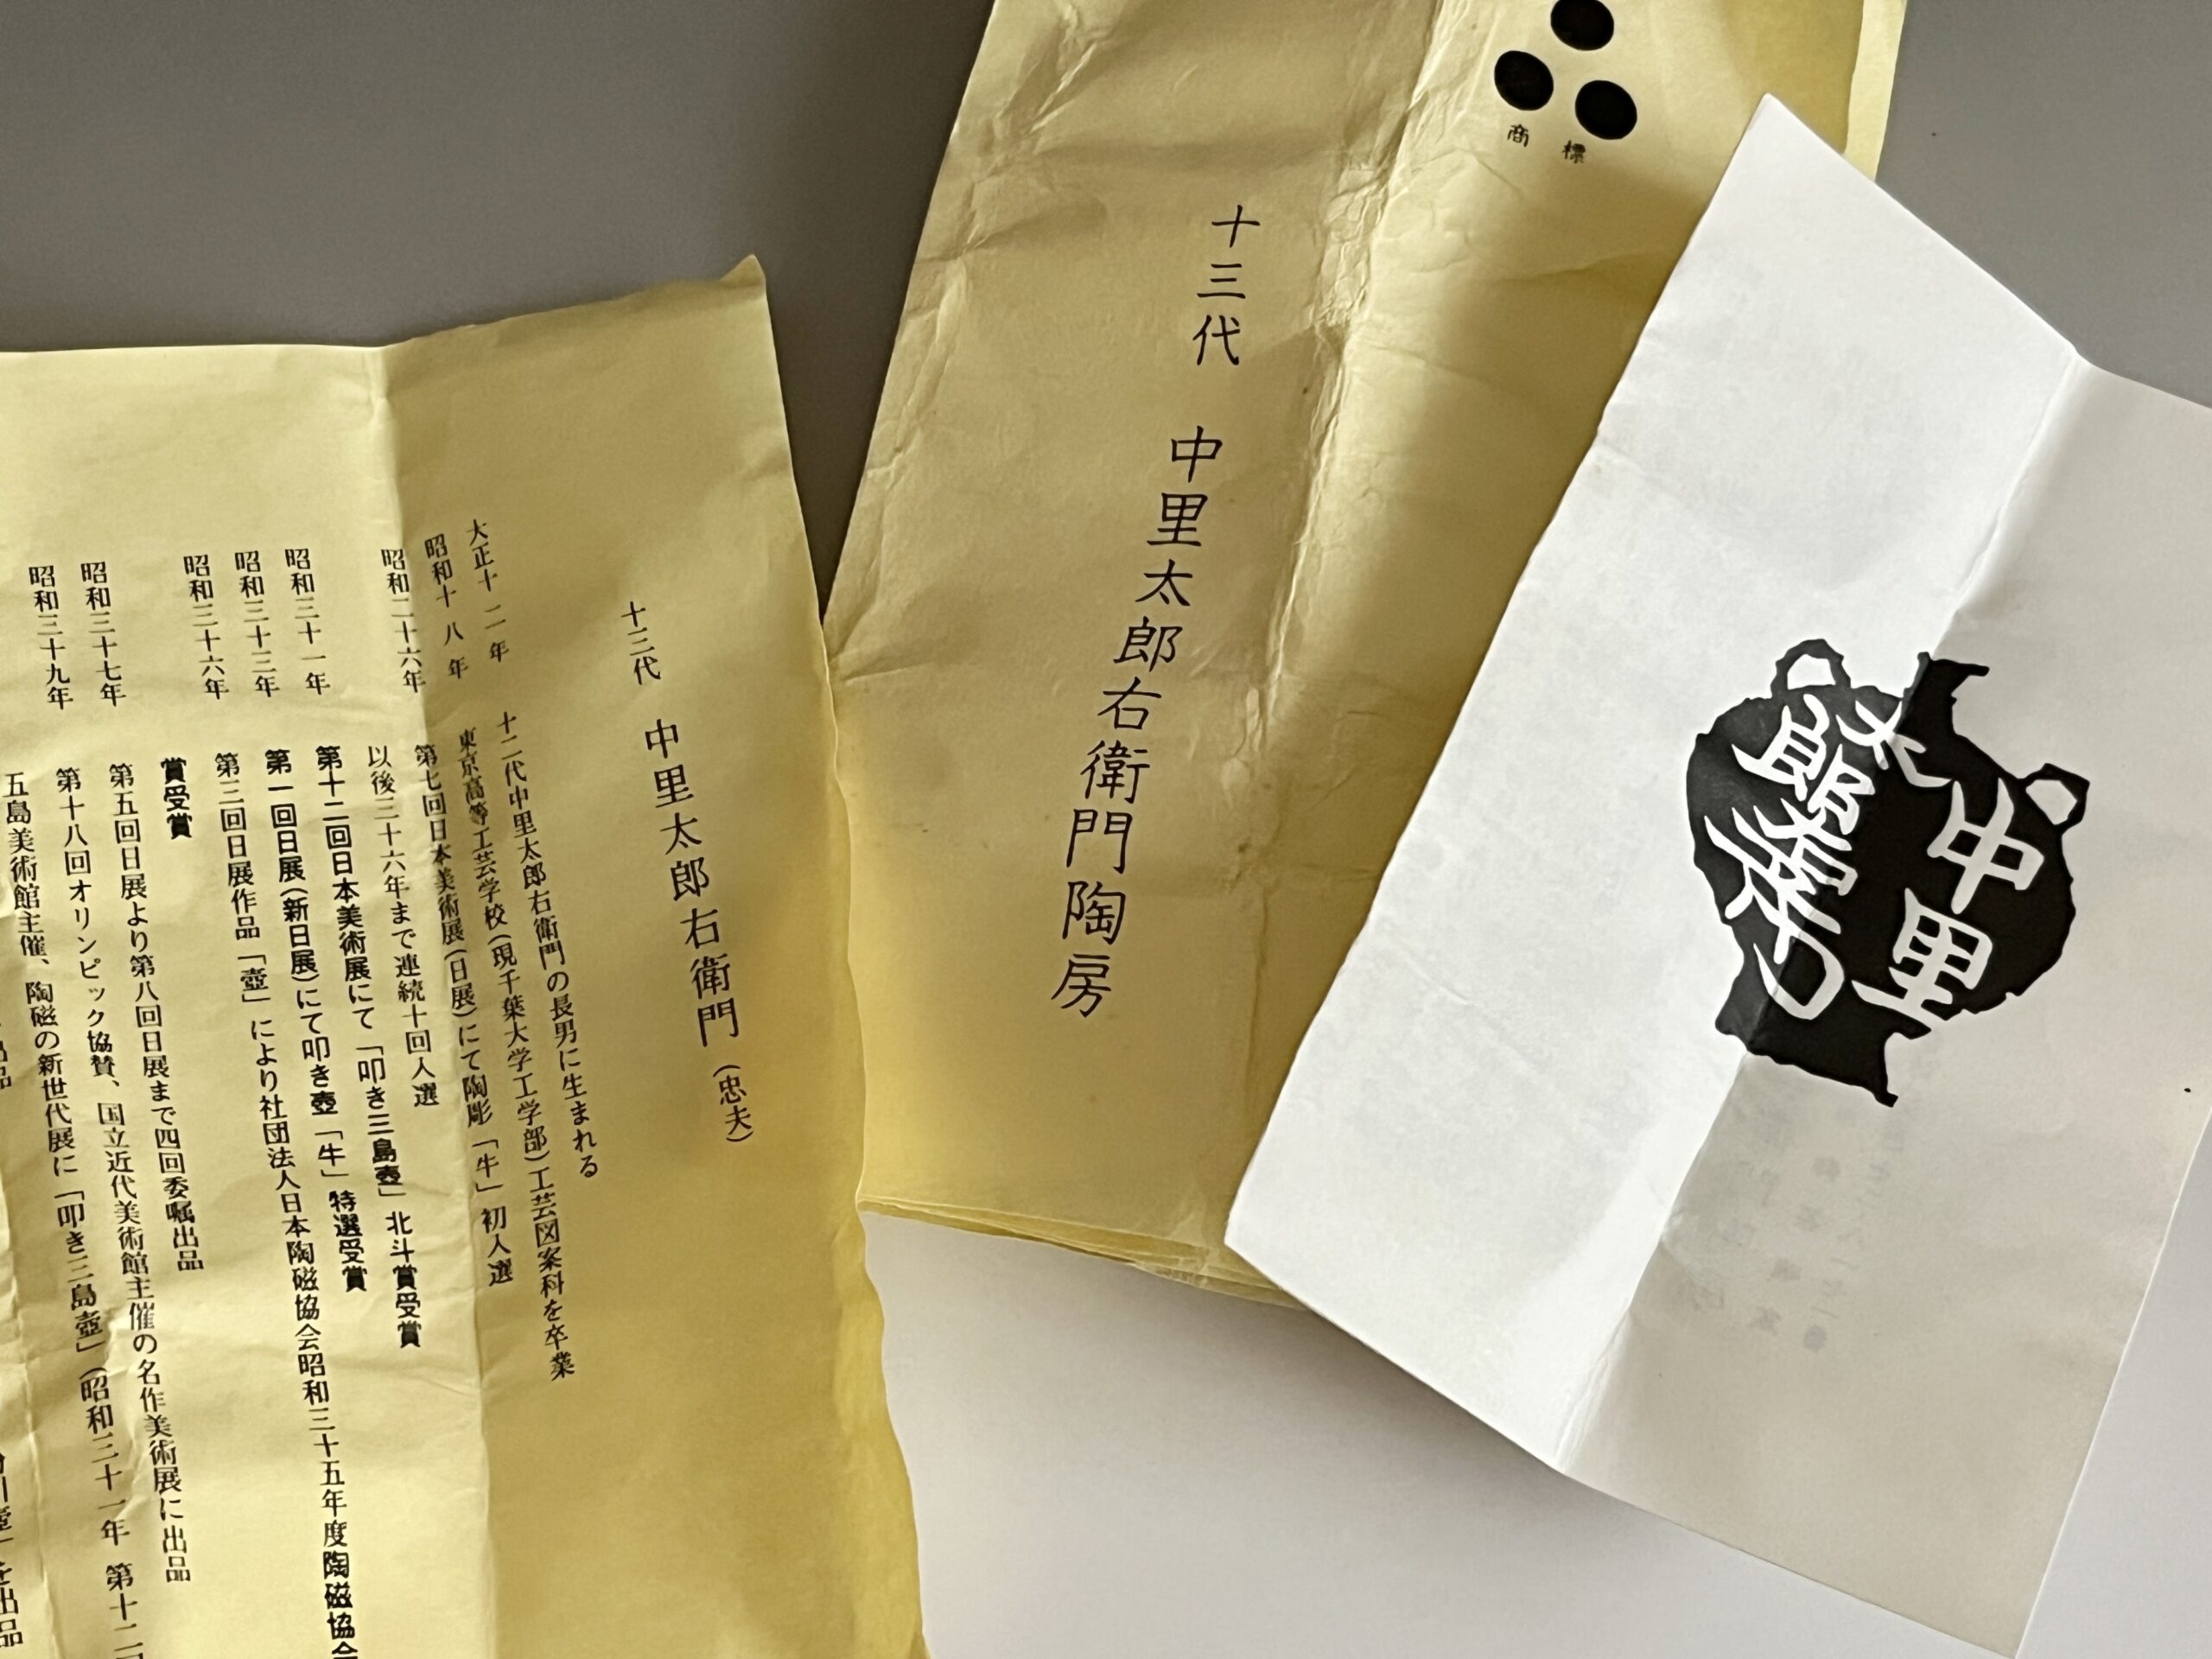 商標
十三代 中里太郎右衛門陶房
中里
太郎右衛門
十三代 中里太郎右衛門(忠夫)
大正十二年 十二代中里太郎右衛門の長男に生まれる
昭和十八年 東京高等工芸学校(現千葉大学工学部)工芸図案科を卒業
昭和二十六年 第七回日本美術展(日展)にて陶彫「牛」初入選
以後三十六年まで連続十回入選
昭和三十一年 第十二回日本美術展にて「叩き三島壺」北斗賞受賞
昭和三十三年 第一回日展(新日展)にて叩き壺「牛」特選受賞
昭和三十六年 第三回日展作品「壺」により社団法人日本陶磁協会昭和三十五年度陶磁協会
賞受賞
昭和三十七年 第五回日展より第八回日展まで四回委嘱出品
昭和三十九年 第十八回オリンピック協賛、国立近代美術館主催の名作美術展に出品
五島美術館主催、陶磁の新世代展に「叩き三島壺」(昭和三十一年 第十二
を出品